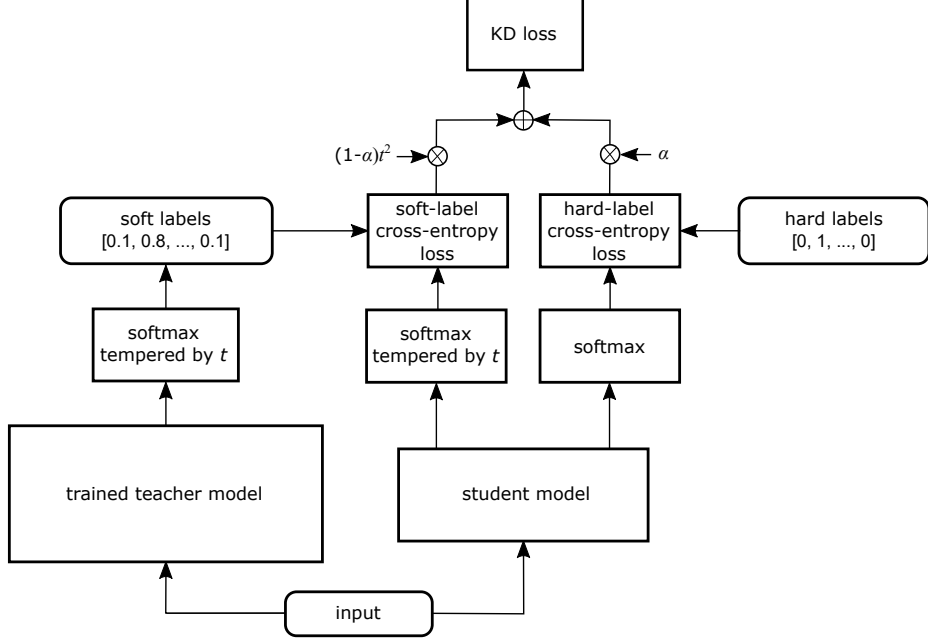 KD loss
(1-α)t²
α
soft labels
[0.1, 0.8, ..., 0.1]
soft-label
cross-entropy
loss
hard-label
cross-entropy
loss
hard labels
[0, 1, ..., 0]
softmax
tempered by t
softmax
tempered by t
softmax
trained teacher model
student model
input